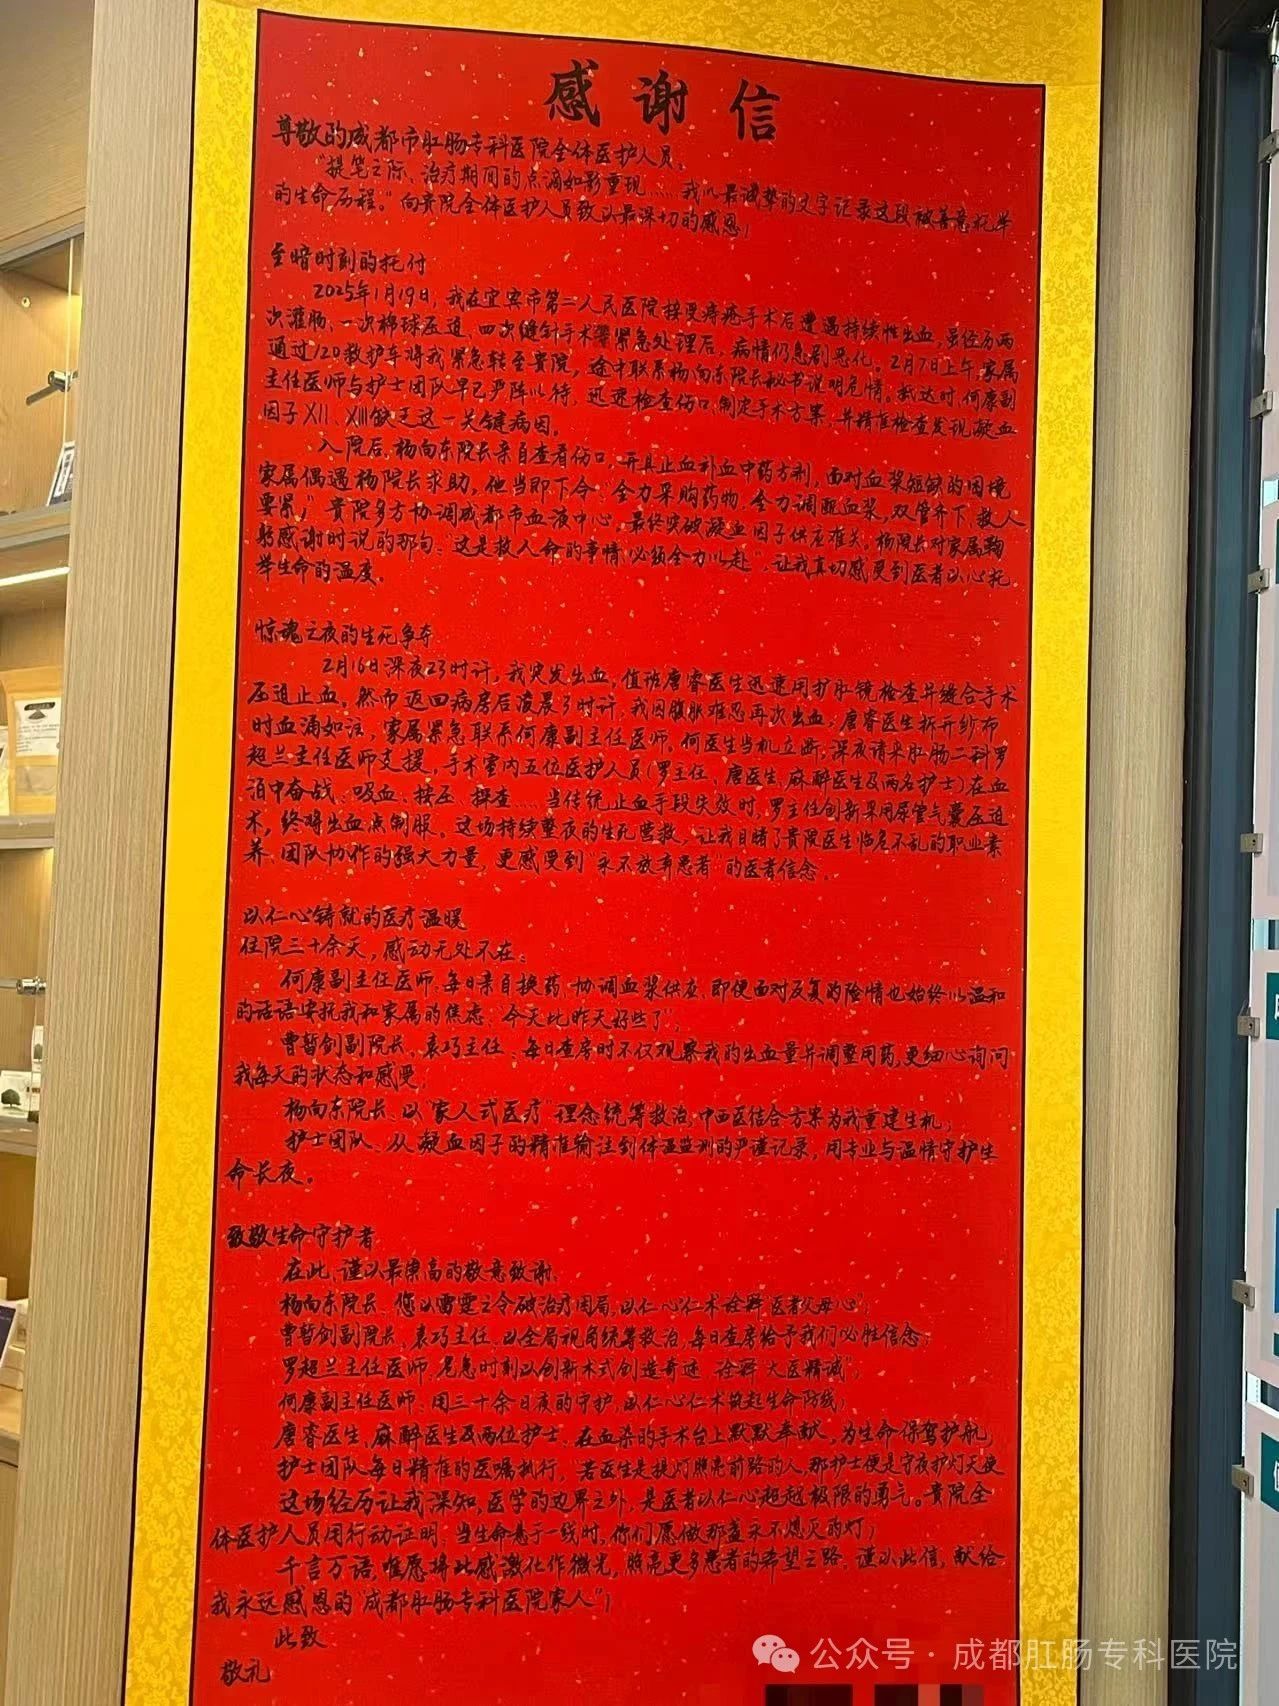 感谢信
尊敬的成都市肛肠专科医院全体医护人员：
"提笔之际，治疗期间的点滴如影重现……我以最诚挚的文字记录这段被善意托举
的生命历程。"向贵院全体医护人员致以最深切的感恩！
至暗时刻的托付
2025年1月19日，我在宜宾市第二人民医院接受痔疮手术后遭遇持续性出血，虽经历两
次灌肠、一次棉球压迫、四次缝针手术等紧急处理后，病情仍急剧恶化。2月7日上午，家属
通过120救护车将我紧急转至贵院，途中联系杨向东院长秘书说明危情。抵达时，何康副
主任医师与护士团队早已严阵以待，迅速检查伤口、制定手术方案，并精准检查发现凝血
因子XII、XIII缺乏这一关键病因。
入院后，杨向东院长亲自查看伤口，开具止血补血中药方剂，面对血浆短缺的困境
家属偶遇杨院长求助，他当即下令"全力采购药物，全力调配血浆，双管齐下，救人
要紧！"贵院多方协调成都市血液中心，最终突破凝血因子供应难关。杨院长对家属鞠
躬感谢时说的那句："这是救人命的事情，必须全力以赴"，让我真切感受到医者以心托
举生命的温度。
惊魂之夜的生死争夺
2月16日深夜23时许，我突发出血，值班唐睿医生迅速用扩肛镜检查并缝合手术
压迫止血。然而返回病房后凌晨3时许，我因腹胀难忍再次出血；唐睿医生拆开纱布
时血滴如注，家属紧急联系何康副主任医师。何医生当机立断，深夜请来肛肠二科罗
超兰主任医师支援，手术室内五位医护人员(罗主任、唐医生、麻醉医生及两名护士)在血
泊中奋战：吸血、按压、探查……当传统止血手段失效时，罗主任创新采用尿管气囊压迫
术，终将出血点制服。这场持续整夜的生死营救，让我目睹了贵院医生临危不乱的职业素
养、团队协作的强大力量，更感受到"永不放弃患者"的医者信念。
以仁心铸就的医疗温暖
住院三十余天，感动无处不在：
何康副主任医师：每日亲自换药、协调血浆供应，即便面对反复的险情也始终以温和
的话语安抚我和家属的焦虑："今天比昨天好些了"；
曹暂剑副院长、袁巧主任：每日查房时不仅观察我的出血量并调整用药，更细心询问
我每天的状态和感受；
杨向东院长：以"家人式医疗"理念统筹救治，中西医结合方案为我重建生机；
护士团队：从凝血因子的精准输注到体温监测的严谨记录，用专业与温情守护生
命长夜。
致敬生命守护者
在此，谨以最崇高的敬意致谢：
杨向东院长：您以雷霆之令破治疗困局，以仁心仁术诠释"医者父母心"；
曹暂剑副院长、袁巧主任：以全局视角统筹救治，每日查房给予我们必胜信念；
罗超兰主任医师：危急时刻以创新术式创造奇迹，诠释"大医精诚"；
何康副主任医师：用三十余日夜的守护，以仁心仁术筑起生命防线；
唐睿医生、麻醉医生及两位护士：在血染的手术台上默默奉献，为生命保驾护航；
护士团队每日精准的医嘱执行，"若医生是提灯照亮前路的人，那护士便是守夜护灯天使
这场经历让我深知，医学的边界之外，是医者以仁心超越极限的勇气。贵院全
体医护人员用行动证明：当生命悬于一线时，你们愿做那盏永不熄灭的灯；
千言万语，唯愿将此感激化作微光，照亮更多患者的希望之路。谨以此信，献给
我永远感恩的"成都肛肠专科医院家人"！
此致
敬礼
公众号·成都肛肠专科医院